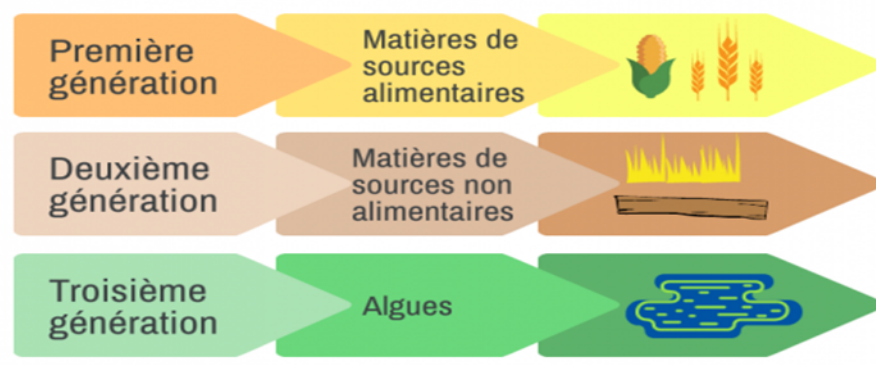 Première
génération
Matières de
sources
alimentaires
Deuxième
génération
Matières de
sources non
alimentaires
Troisième
génération
Algues